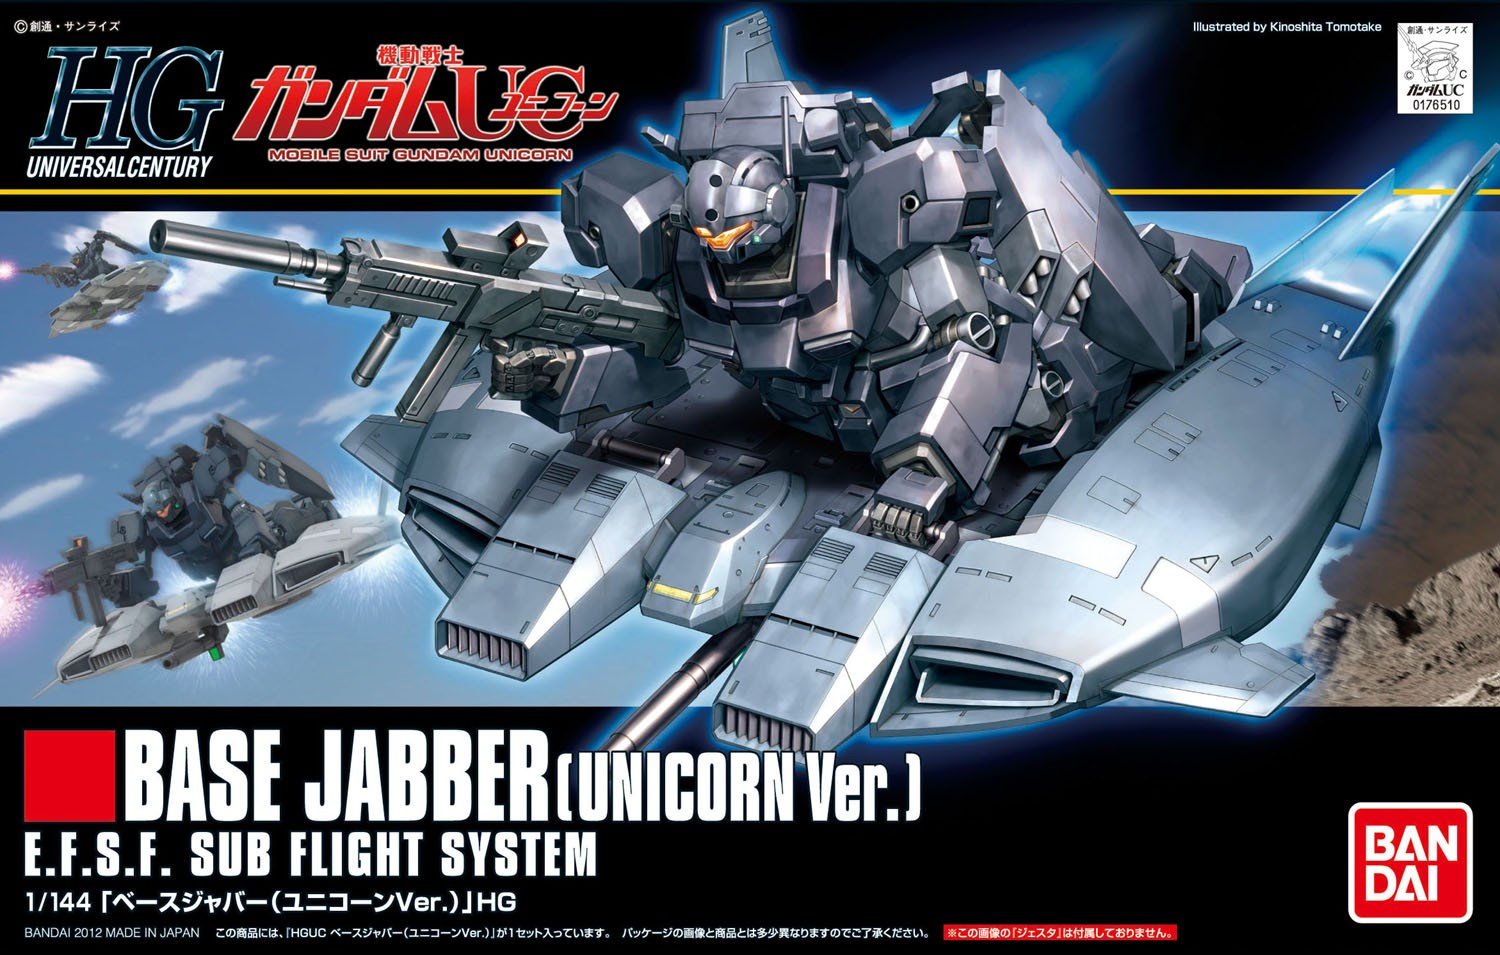 ©創通・サンライズ
HG
UNIVERSAL CENTURY
機動戦士
ガンダムUC
ユニコーン
MOBILE SUIT GUNDAM UNICORN
Illustrated by Kinoshita Tomotake
創通・サンライズ
© C
ガンダムUC
0176510
BASE JABBER(UNICORN Ver.)
E.F.S.F. SUB FLIGHT SYSTEM
1/144「ベースジャバー(ユニコーンVer.)」HG
BANDAI 2012 MADE IN JAPAN この商品には、『HGUC ベースジャバー(ユニコーンVer.)』が1セット入っています。 パッケージの画像と商品とは多少異なりますのでご了承ください。 ※この画像の『ジェスタ』は付属しておりません。
BAN
DAI